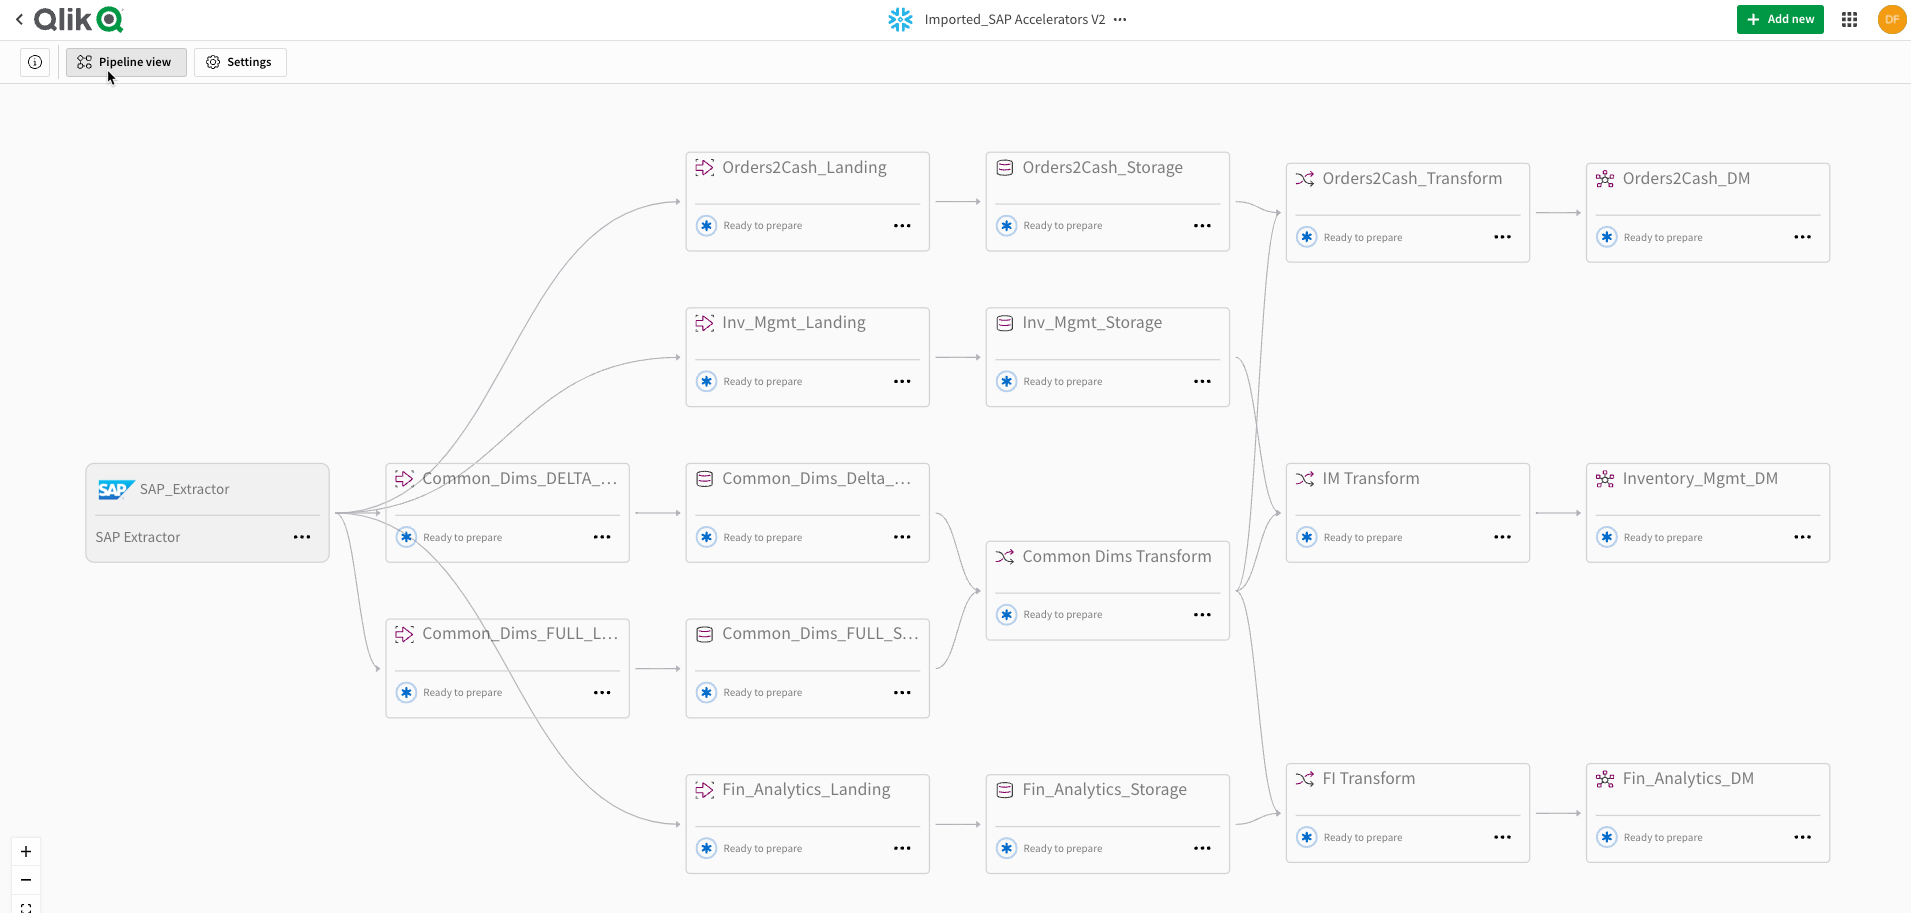 Qlik
Imported_SAP Accelerators V2
Add new
DF
Pipeline view
Settings
Orders2Cash_Landing
Ready to prepare
Orders2Cash_Storage
Ready to prepare
Orders2Cash_Transform
Ready to prepare
Orders2Cash_DM
Ready to prepare
Inv_Mgmt_Landing
Ready to prepare
Inv_Mgmt_Storage
Ready to prepare
SAP SAP_Extractor
SAP Extractor
Common_Dims_DELTA_...
Ready to prepare
Common_Dims_Delta_...
Ready to prepare
Common Dims Transform
Ready to prepare
IM Transform
Ready to prepare
Inventory_Mgmt_DM
Ready to prepare
Common_Dims_FULL_L...
Ready to prepare
Common_Dims_FULL_S...
Ready to prepare
Fin_Analytics_Landing
Ready to prepare
Fin_Analytics_Storage
Ready to prepare
FI Transform
Ready to prepare
Fin_Analytics_DM
Ready to prepare